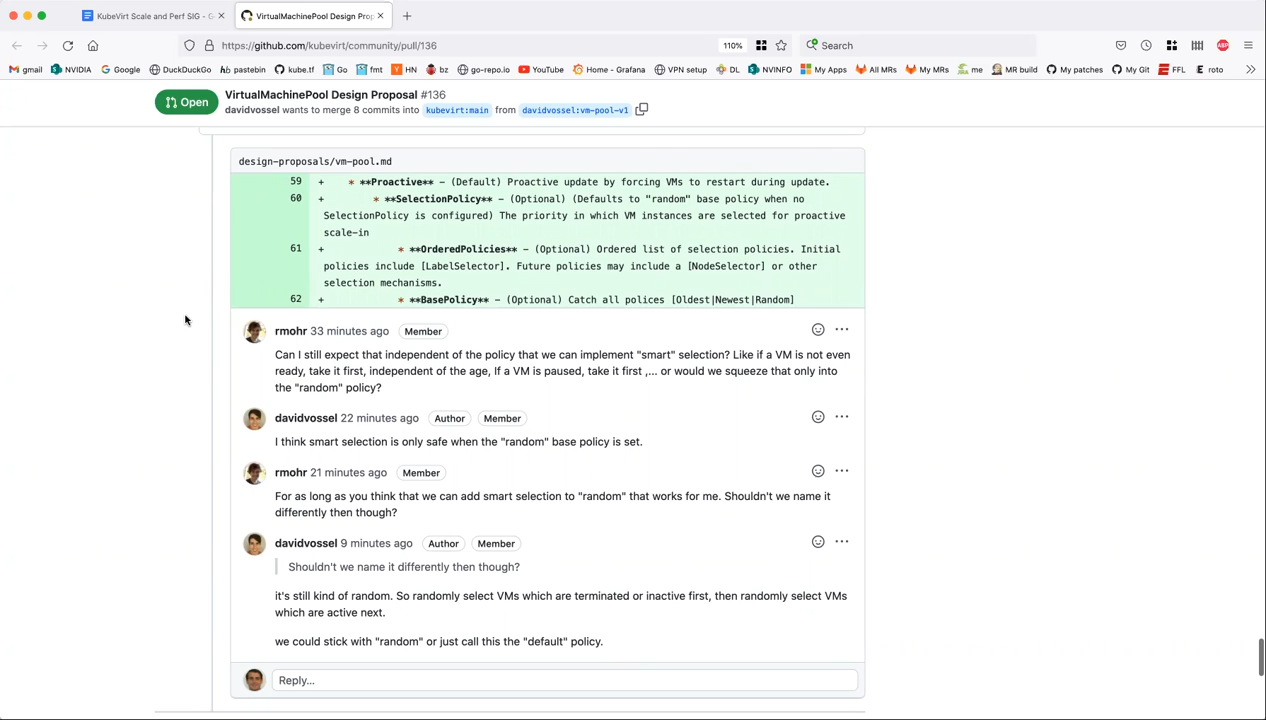 KubeVirt Scale and Perf SIG - G
VirtualMachinePool Design Prop
https://github.com/kubevirt/community/pull/136
110%
Search
gmail
NVIDIA
Google
DuckDuckGo
hpastebin
kube.tf
Go
fmt
HN
bz
go-repo.io
YouTube
Home - Grafana
VPN setup
DL
NVINFO
My Apps
All MRs
My MRs
me
MR build
My patches
My Git
FFL
roto
Open
VirtualMachinePool Design Proposal #136
davidvossel wants to merge 8 commits into kubevirt:main from davidvossel:vm-pool-v1
design-proposals/vm-pool.md
59 + * **Proactive** - (Default) Proactive update by forcing VMs to restart during update.
60 + * **SelectionPolicy** - (Optional) (Defaults to "random" base policy when no
SelectionPolicy is configured) The priority in which VM instances are selected for proactive
scale-in
61 + * **OrderedPolicies** - (Optional) Ordered list of selection policies. Initial
policies include [LabelSelector]. Future policies may include a [NodeSelector] or other
selection mechanisms.
62 + * **BasePolicy** - (Optional) Catch all polices [Oldest|Newest|Random]
rmohr 33 minutes ago Member
Can I still expect that independent of the policy that we can implement "smart" selection? Like if a VM is not even
ready, take it first, independent of the age, If a VM is paused, take it first ,... or would we squeeze that only into
the "random" policy?
davidvossel 22 minutes ago Author Member
I think smart selection is only safe when the "random" base policy is set.
rmohr 21 minutes ago Member
For as long as you think that we can add smart selection to "random" that works for me. Shouldn't we name it
differently then though?
davidvossel 9 minutes ago Author Member
Shouldn't we name it differently then though?
it's still kind of random. So randomly select VMs which are terminated or inactive first, then randomly select VMs
which are active next.
we could stick with "random" or just call this the "default" policy.
Reply...